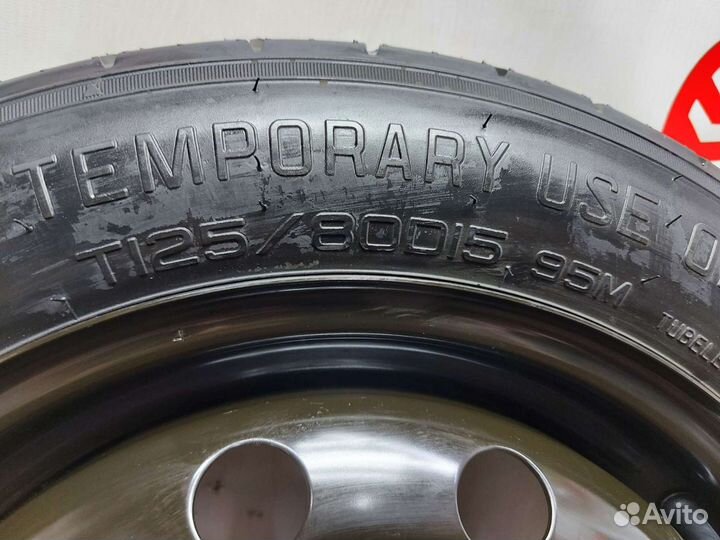 TEMPORARY USE
T125/80D15 95M
Avito